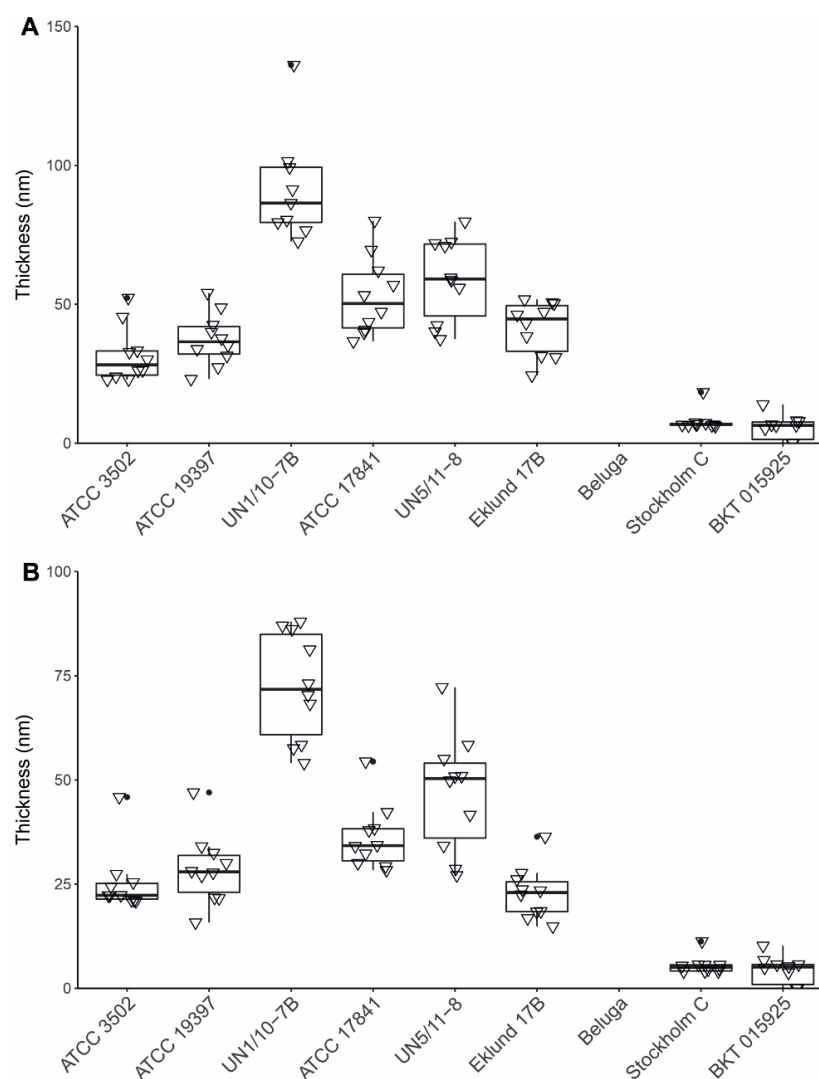 A
150
100
50
0
Thickness (nm)
ATCC 3502
ATCC 19397
UN1/10−7B
ATCC 17841
UN5/11−8
Eklund 17B
Beluga
Stockholm C
BKT 015925
B
100
75
50
25
0
Thickness (nm)
ATCC 3502
ATCC 19397
UN1/10−7B
ATCC 17841
UN5/11−8
Eklund 17B
Beluga
Stockholm C
BKT 015925